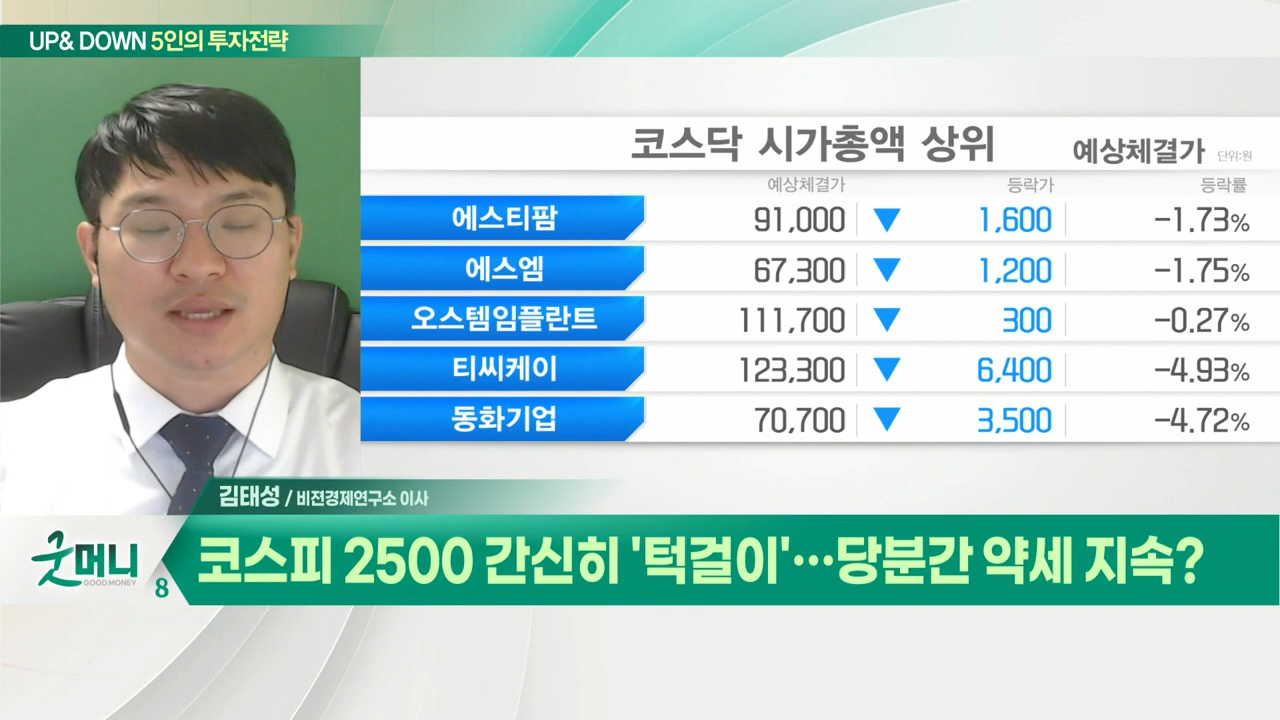 UP& DOWN 5인의 투자전략
코스닥 시가총액 상위 예상체결가 단위:원
예상체결가 등락가 등락률
에스티팜 91,000 ▼ 1,600 -1.73%
에스엠 67,300 ▼ 1,200 -1.75%
오스템임플란트 111,700 ▼ 300 -0.27%
티씨케이 123,300 ▼ 6,400 -4.93%
동화기업 70,700 ▼ 3,500 -4.72%
김태성 / 비젼경제연구소 이사
굿머니
GOOD MONEY
8
코스피 2500 간신히 '턱걸이'…당분간 약세 지속?